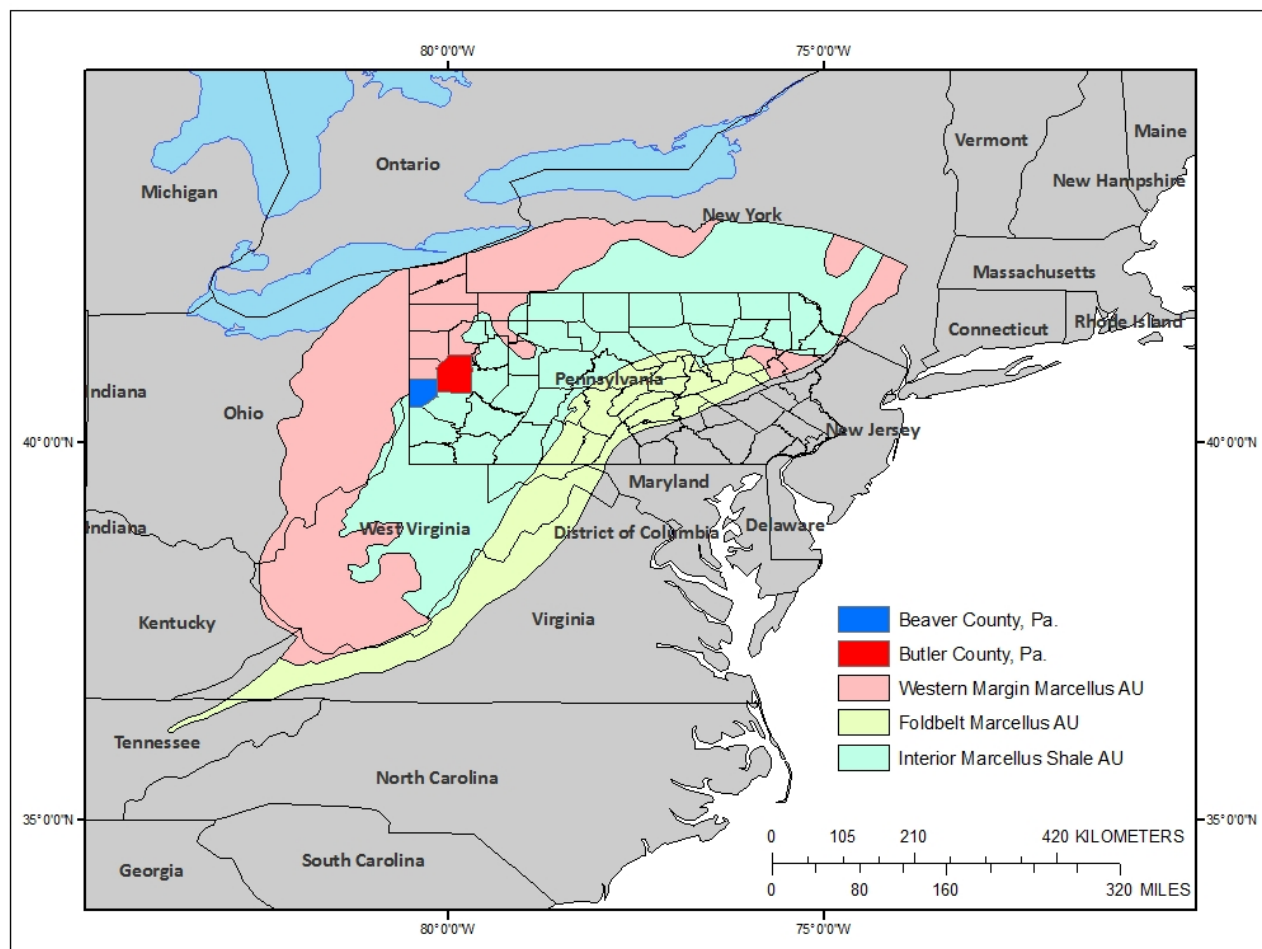 80°0'0"W 75°0'0"W
Vermont
Maine
Ontario
Michigan
New Hampshire
New York
Massachusetts
Connecticut
Rhode Island
Pennsylvania
Indiana
Ohio
New Jersey
40°0'0"N 40°0'0"N
Maryland
Indiana
West Virginia
District of Columbia
Delaware
Kentucky
Virginia
Beaver County, Pa.
Butler County, Pa.
Western Margin Marcellus AU
Foldbelt Marcellus AU
Interior Marcellus Shale AU
Tennessee
North Carolina
35°0'0"N 35°0'0"N
0 105 210 420 KILOMETERS
South Carolina
Georgia
0 80 160 320 MILES
80°0'0"W 75°0'0"W